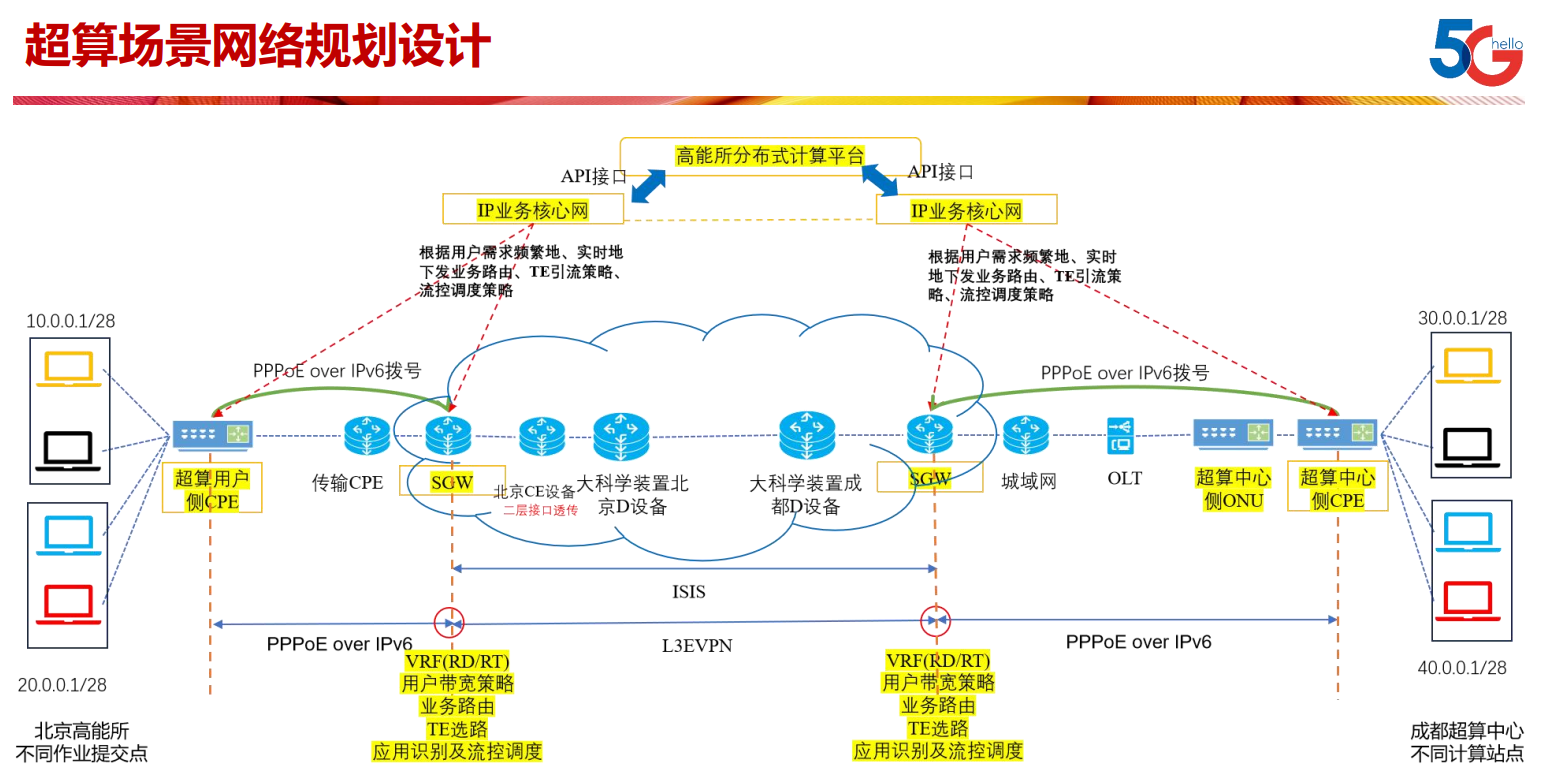 超算场景网络规划设计
5G hello
高能所分布式计算平台
API接口
API接口
IP业务核心网
IP业务核心网
根据用户需求频繁地、实时地
下发业务路由、TE引流策略、
流控调度策略
根据用户需求频繁地、实时
地下发业务路由、TE引流策
略、流控调度策略
10.0.0.1/28
30.0.0.1/28
PPPoE over IPv6拨号
PPPoE over IPv6拨号
超算用户
侧CPE
传输CPE
SGW
北京CE设备
二层接口透传
大科学装置北
京D设备
大科学装置成
都D设备
SGW
城域网
OLT
超算中心
侧ONU
超算中心
侧CPE
ISIS
PPPoE over IPv6
L3EVPN
PPPoE over IPv6
VRF(RD/RT)
用户带宽策略
业务路由
TE选路
应用识别及流控调度
VRF(RD/RT)
用户带宽策略
业务路由
TE选路
应用识别及流控调度
20.0.0.1/28
40.0.0.1/28
北京高能所
不同作业提交点
成都超算中心
不同计算站点